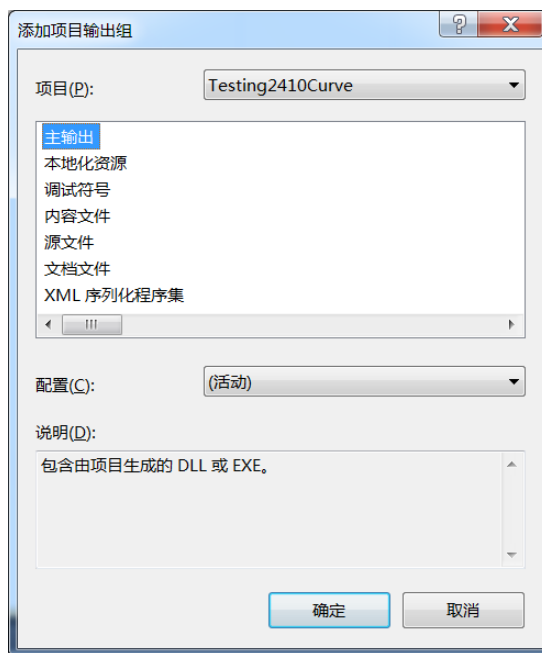 添加项目输出组
项目(P): Testing2410Curve
主输出
本地化资源
调试符号
内容文件
源文件
文档文件
XML 序列化程序集
配置(C): (活动)
说明(D):
包含由项目生成的 DLL 或 EXE。
确定 取消